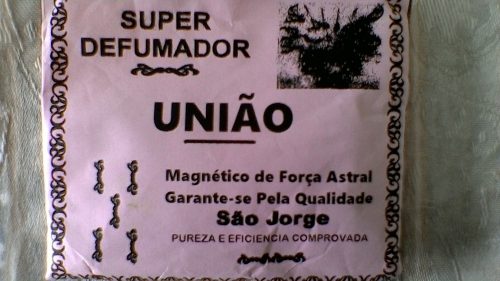 SUPER
DEFUMADOR
UNIÃO
Magnético de Força Astral
Garante-se Pela Qualidade
São Jorge
PUREZA E EFICIENCIA COMPROVADA